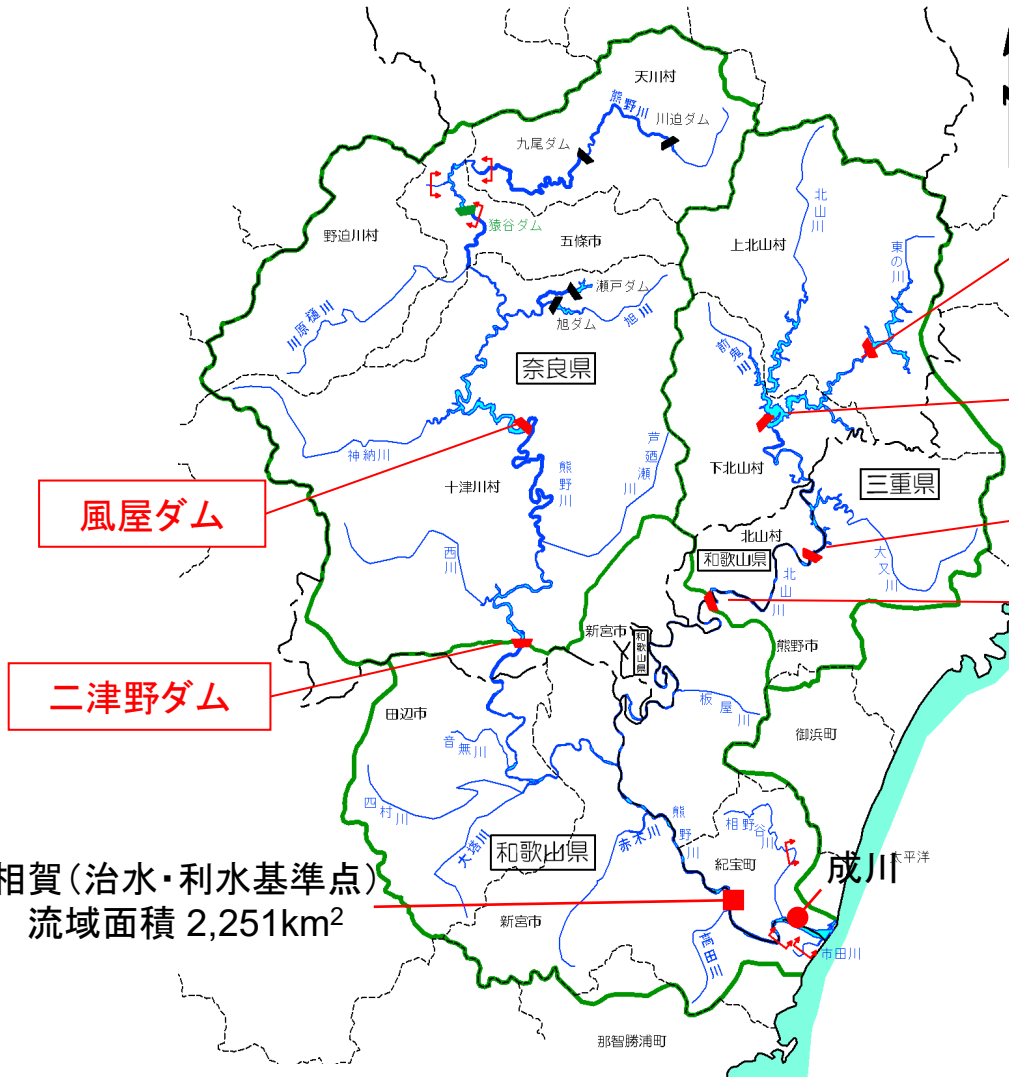 天川村
熊野川
川迫ダム
九尾ダム
猿谷ダム
五條市
野迫川村
上北山村
北山川
東の川
瀬戸ダム
旭ダム
旭川
川原樋川
奈良県
前鬼川
神納川
十津川村
熊野川
芦廼瀬川
下北山村
三重県
風屋ダム
北山村
和歌山県
北山川
大又川
西川
新宮市
和歌山県
熊野市
二津野ダム
田辺市
音無川
板屋川
御浜町
四村川
大塔川
和歌山県
赤木川
熊野川
相野谷川
紀宝町
成川
太平洋
相賀(治水・利水基準点)
流域面積 2,251km²
新宮市
市田川
那智勝浦町